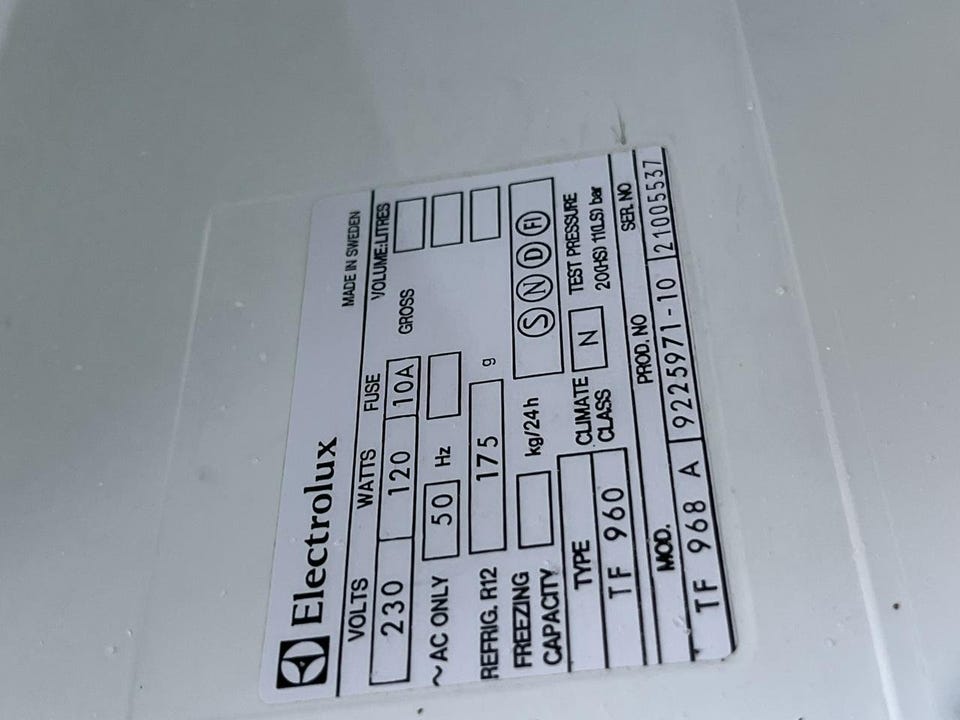 Electrolux
MADE IN SWEDEN
VOLTS WATTS FUSE VOLUME:LITRES
230 120 10A GROSS
~AC ONLY 50 Hz
REFRIG. R12 175 g
FREEZING CAPACITY kg/24h S N D FI
TYPE CLIMATE CLASS N TEST PRESSURE
TF 960 20(HS) 11(LS) bar
MOD. PROD. NO SER. NO
TF 968 A 9225971-10 21005537